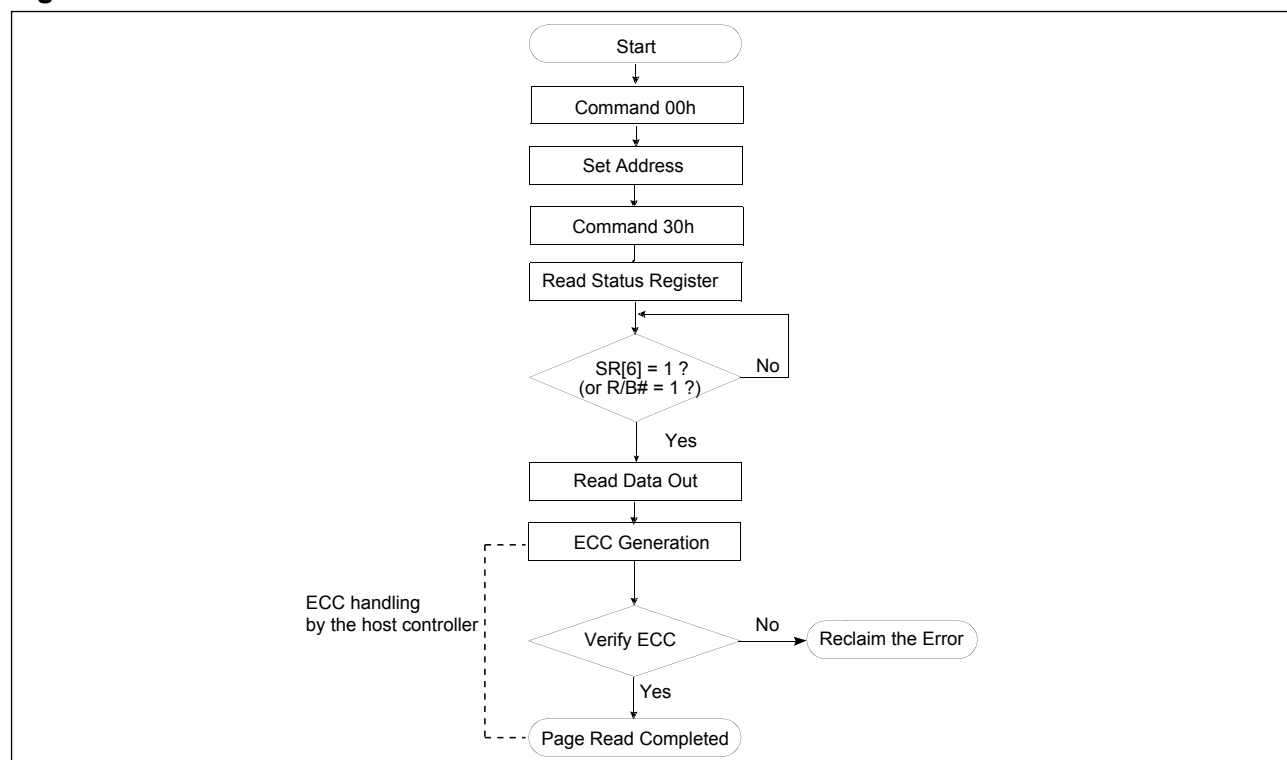 Start
Command 00h
Set Address
Command 30h
Read Status Register
SR[6] = 1 ?
(or R/B# = 1 ?)
No
Yes
Read Data Out
ECC Generation
ECC handling
by the host controller
Verify ECC
No
Reclaim the Error
Yes
Page Read Completed